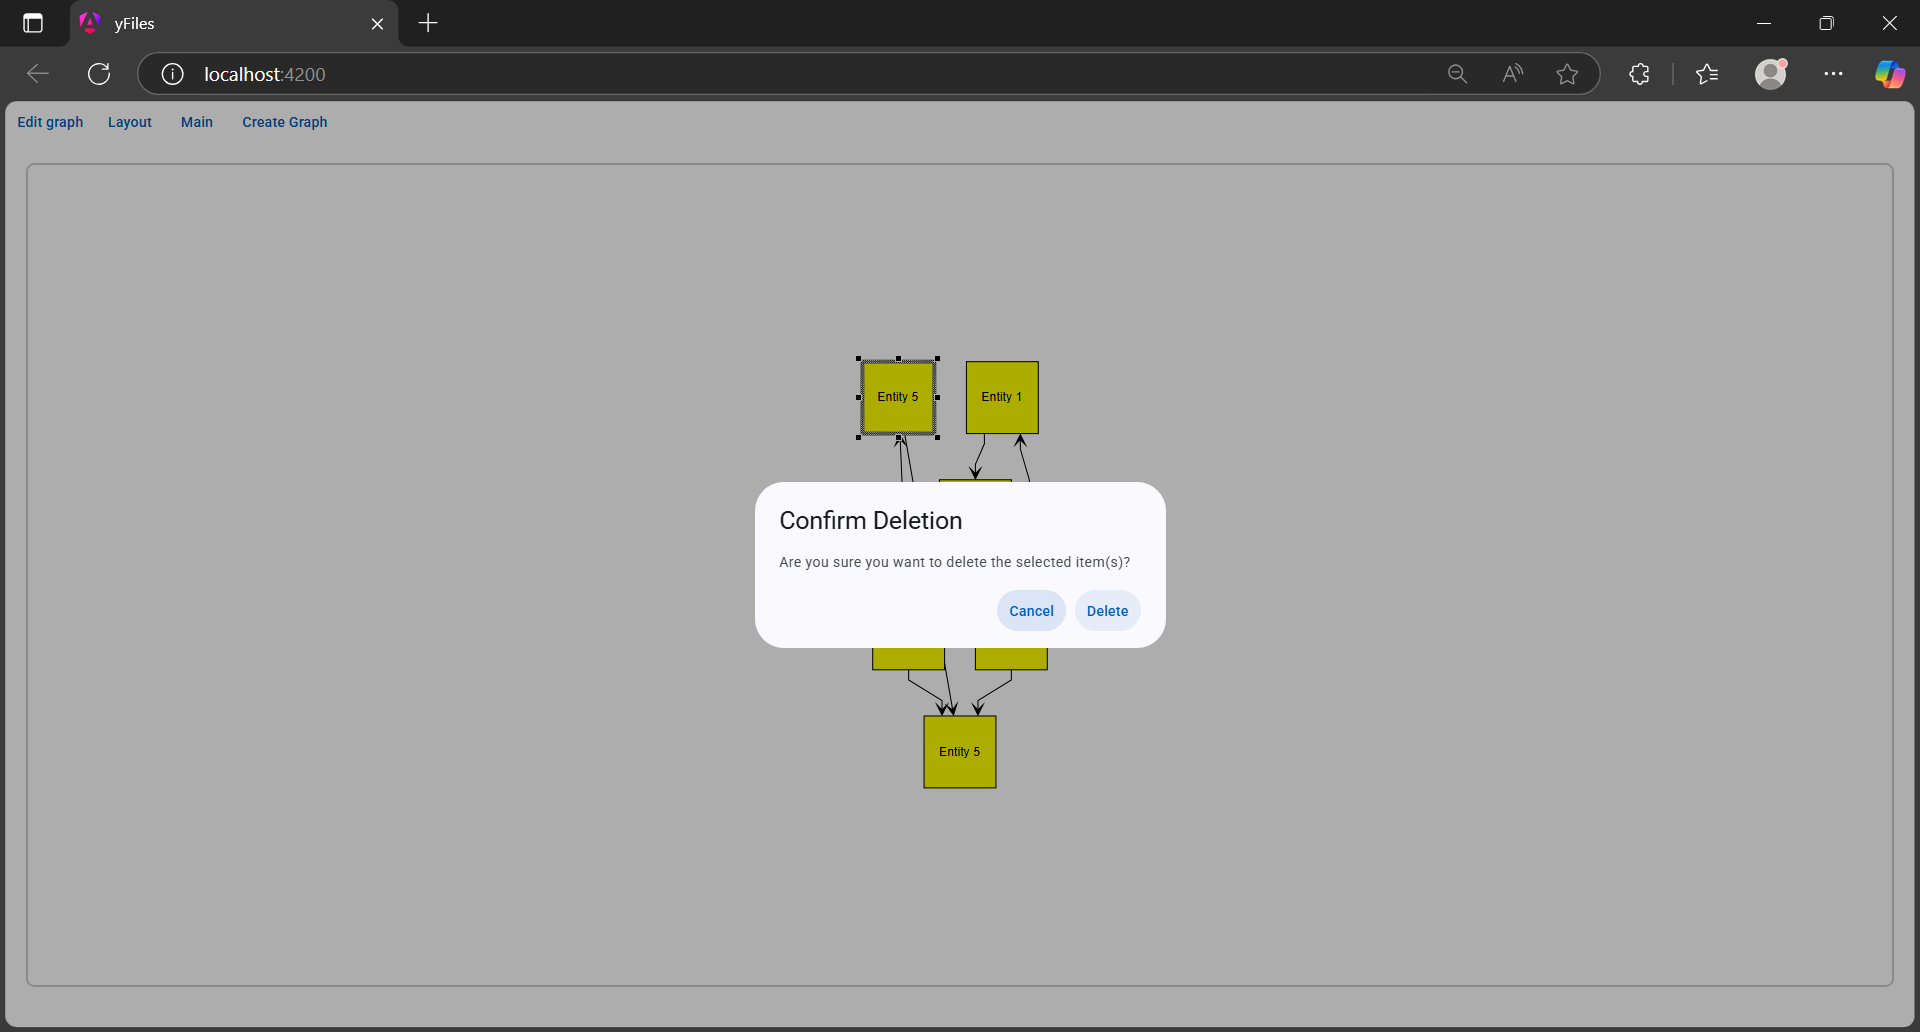 yFiles
localhost:4200
Edit graph Layout Main Create Graph
Entity 5 Entity 1
Confirm Deletion
Are you sure you want to delete the selected item(s)?
Cancel Delete
Entity 5